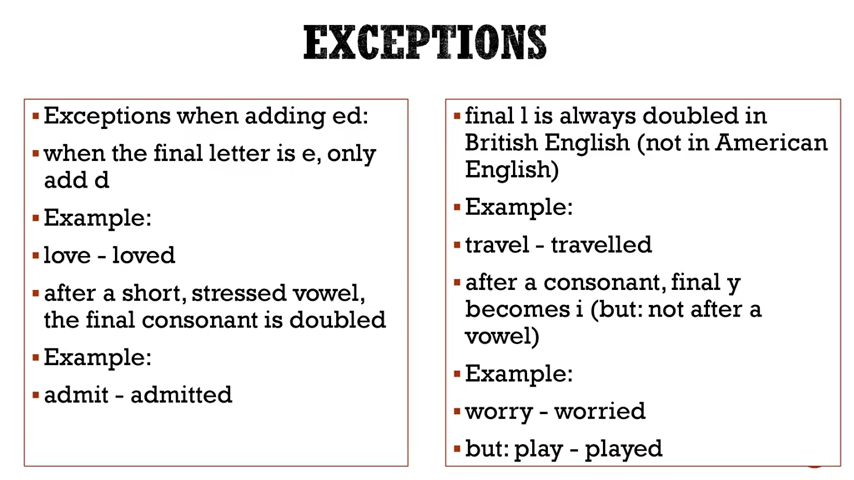 EXCEPTIONS
▪Exceptions when adding ed:
▪when the final letter is e, only
add d
▪Example:
▪love - loved
▪after a short, stressed vowel,
the final consonant is doubled
▪Example:
▪admit - admitted
▪final l is always doubled in
British English (not in American
English)
▪Example:
▪travel - travelled
▪after a consonant, final y
becomes i (but: not after a
vowel)
▪Example:
▪worry - worried
▪but: play - played